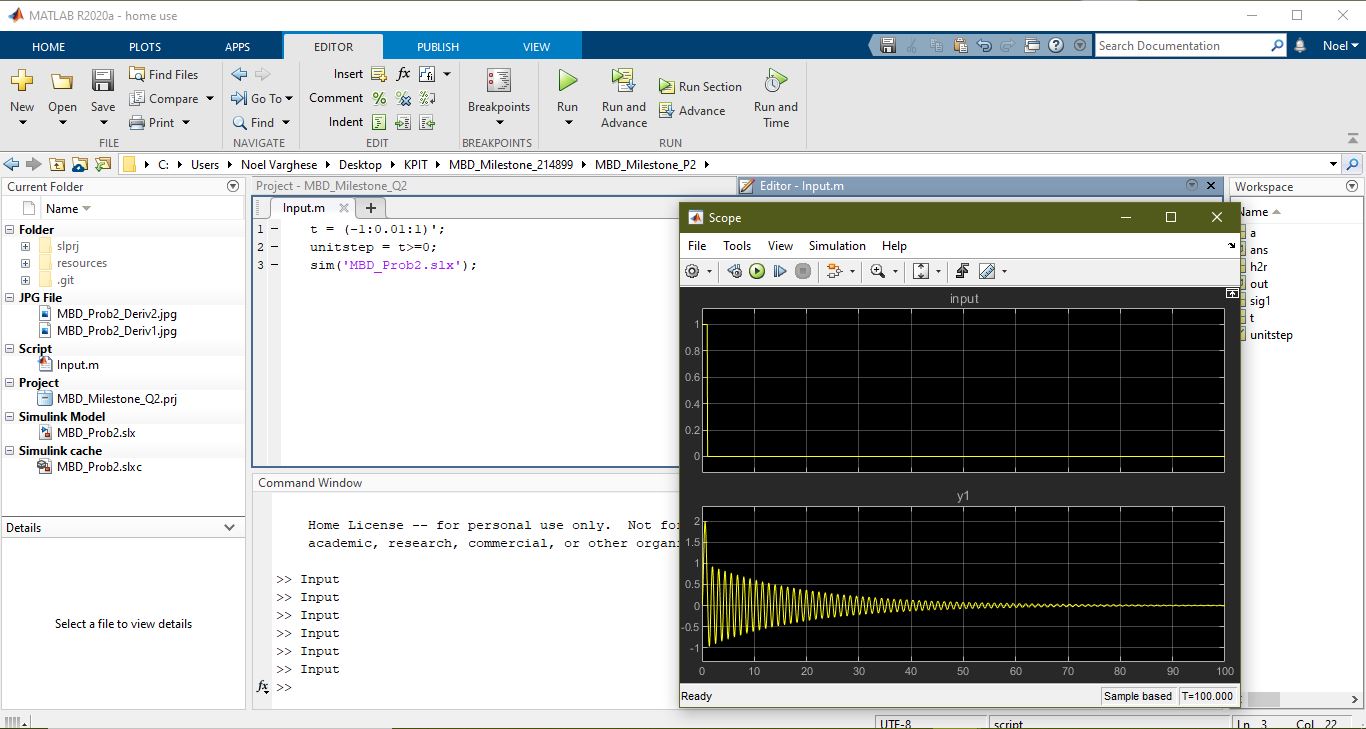 MATLAB R2020a - home use
HOME PLOTS APPS EDITOR PUBLISH VIEW Search Documentation Noel
New Open Save Find Files Compare Print
FILE
Go To Find
NAVIGATE
Insert fx
Comment
Indent
EDIT
Breakpoints
BREAKPOINTS
Run Run and Advance Run Section Advance Run and Time
RUN
C: Users Noel Varghese Desktop KPIT MBD_Milestone_214899 MBD_Milestone_P2
Current Folder
Name
Folder
slprj
resources
.git
JPG File
MBD_Prob2_Deriv2.jpg
MBD_Prob2_Deriv1.jpg
Script
Input.m
Project
MBD_Milestone_Q2.prj
Simulink Model
MBD_Prob2.slx
Simulink cache
MBD_Prob2.slxc
Details
Select a file to view details
Project - MBD_Milestone_Q2
Editor - Input.m
Input.m
1 t = (-1:0.01:1)';
2 unitstep = t>=0;
3 sim('MBD_Prob2.slx');
Command Window
Home License -- for personal use only. Not for
academic, research, commercial, or other organi
>> Input
>> Input
>> Input
>> Input
>> Input
>> Input
fx >>
Scope
File Tools View Simulation Help
input
1
0.8
0.6
0.4
0.2
0
y1
2
1.5
1
0.5
0
-0.5
-1
0 10 20 30 40 50 60 70 80 90 100
Ready Sample based T=100.000
Workspace
Name
a
ans
h2r
out
sig1
t
unitstep
UTF-8 script Ln 3 Col 22